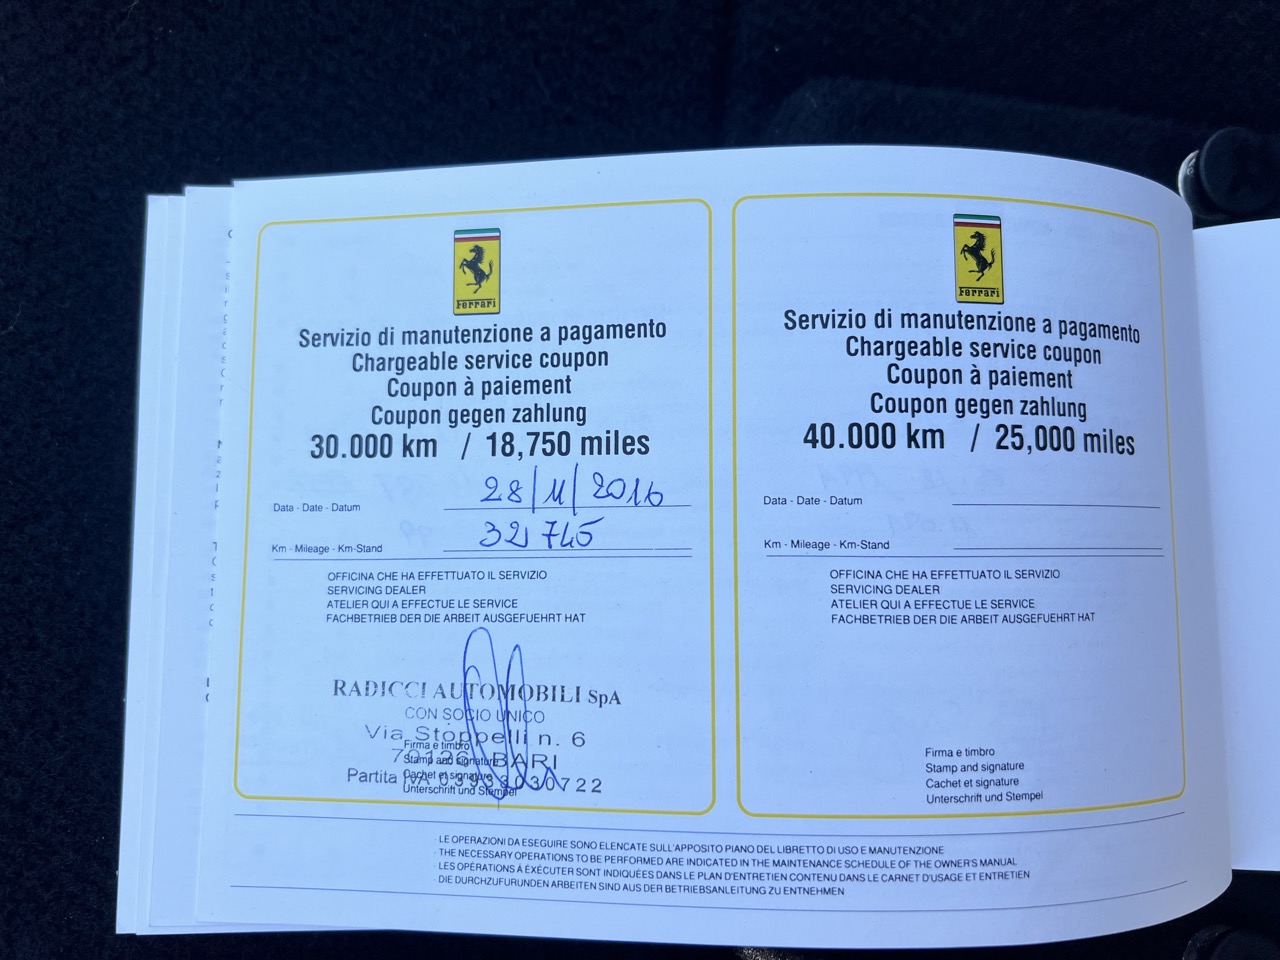 Ferrari
Servizio di manutenzione a pagamento
Chargeable service coupon
Coupon à paiement
Coupon gegen zahlung
30.000 km / 18,750 miles
Data - Date - Datum 28/11/2016
Km - Mileage - Km-Stand 32745
OFFICINA CHE HA EFFETTUATO IL SERVIZIO
SERVICING DEALER
ATELIER QUI A EFFECTUE LE SERVICE
FACHBETRIEB DER DIE ARBEIT AUSGEFUEHRT HAT
RADICCI AUTOMOBILI SpA
CON SOCIO UNICO
Via Stoppelli n. 6
Firma e timbro
70126 BARI
Stamp and signature
Partita IVA 03933030722
Cachet et signature
Unterschrift und Stempel
Ferrari
Servizio di manutenzione a pagamento
Chargeable service coupon
Coupon à paiement
Coupon gegen zahlung
40.000 km / 25,000 miles
Data - Date - Datum
Km - Mileage - Km-Stand
OFFICINA CHE HA EFFETTUATO IL SERVIZIO
SERVICING DEALER
ATELIER QUI A EFFECTUE LE SERVICE
FACHBETRIEB DER DIE ARBEIT AUSGEFUEHRT HAT
Firma e timbro
Stamp and signature
Cachet et signature
Unterschrift und Stempel
LE OPERAZIONI DA ESEGUIRE SONO ELENCATE SULL'APPOSITO PIANO DEL LIBRETTO DI USO E MANUTENZIONE
THE NECESSARY OPERATIONS TO BE PERFORMED ARE INDICATED IN THE MAINTENANCE SCHEDULE OF THE OWNER'S MANUAL
LES OPÉRATIONS À EXÉCUTER SONT INDIQUÉES DANS LE PLAN D'ENTRETIEN CONTENU DANS LE CARNET D'USAGE ET ENTRETIEN
DIE DURCHZUFURUNDEN ARBEITEN SIND AUS DER BETRIEBSANLEITUNG ZU ENTNEHMEN